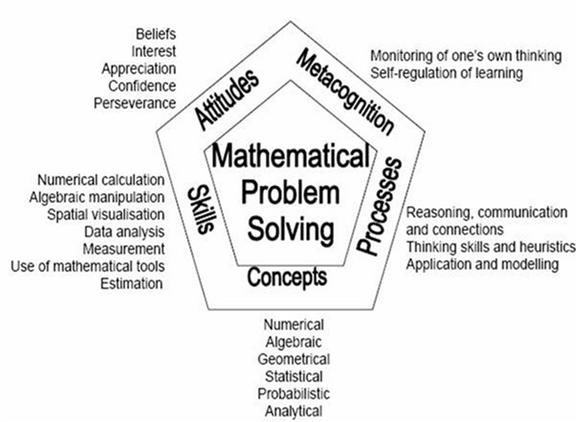 Beliefs
Interest
Appreciation
Confidence
Perseverance
Attitudes
Metacognition
Monitoring of one's own thinking
Self-regulation of learning
Mathematical
Problem
Solving
Skills
Numerical calculation
Algebraic manipulation
Spatial visualisation
Data analysis
Measurement
Use of mathematical tools
Estimation
Processes
Reasoning, communication
and connections
Thinking skills and heuristics
Application and modelling
Concepts
Numerical
Algebraic
Geometrical
Statistical
Probabilistic
Analytical